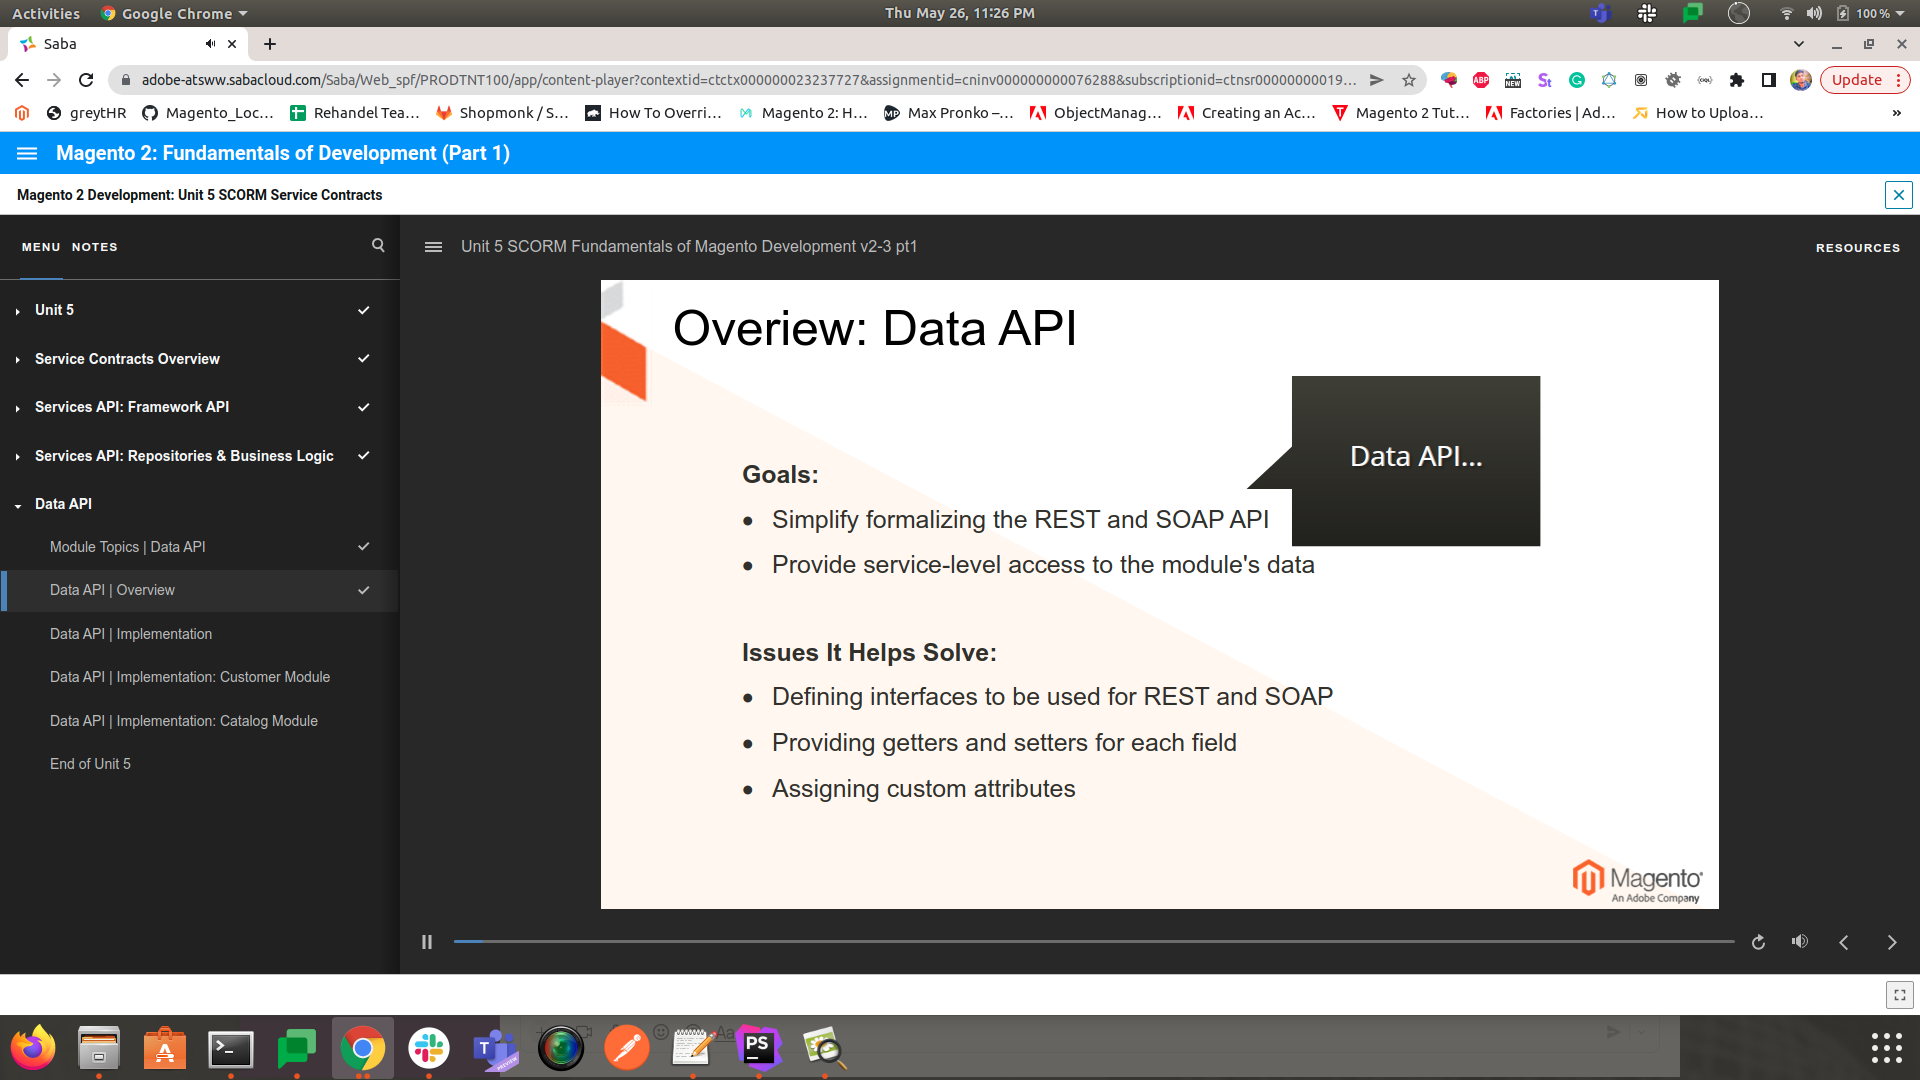 Activities
Google Chrome
Thu May 26, 11:26 PM
100 %
Saba
adobe-atsww.sabacloud.com/Saba/Web_spf/PRODTNT100/app/content-player?contextid=ctctx000000023237727&assignmentid=cninv000000000076288&subscriptionid=ctnsr00000000019...
ABP
NEW
St
Update
greytHR
Magento_Loc...
Rehandel Tea...
Shopmonk / S...
How To Overri...
Magento 2: H...
Max Pronko –...
ObjectManag...
Creating an Ac...
Magento 2 Tut...
Factories | Ad...
How to Uploa...
»
Magento 2: Fundamentals of Development (Part 1)
Magento 2 Development: Unit 5 SCORM Service Contracts
MENU
NOTES
Unit 5 SCORM Fundamentals of Magento Development v2-3 pt1
RESOURCES
Unit 5
Service Contracts Overview
Services API: Framework API
Services API: Repositories & Business Logic
Data API
Module Topics | Data API
Data API | Overview
Data API | Implementation
Data API | Implementation: Customer Module
Data API | Implementation: Catalog Module
End of Unit 5
Overiew: Data API
Data API...
Goals:
• Simplify formalizing the REST and SOAP API
• Provide service-level access to the module's data
Issues It Helps Solve:
• Defining interfaces to be used for REST and SOAP
• Providing getters and setters for each field
• Assigning custom attributes
Magento
An Adobe Company
PS